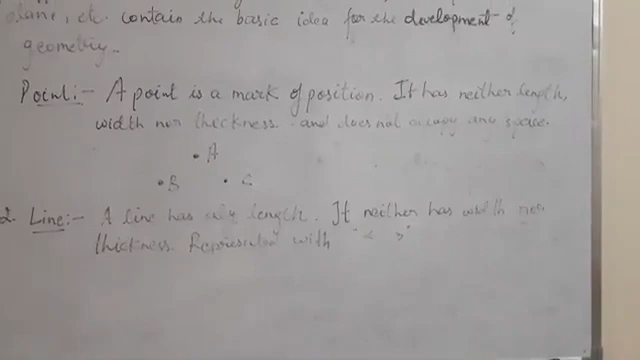 plane, etc. contain the basic idea for the development of
geometry..
Point:- A point is a mark of position. It has neither length,
width nor thickness. and does not occupy any space.
• A
• B • C
2. Line:- A line has only length. It neither has width nor
thickness. Represented with "< >"